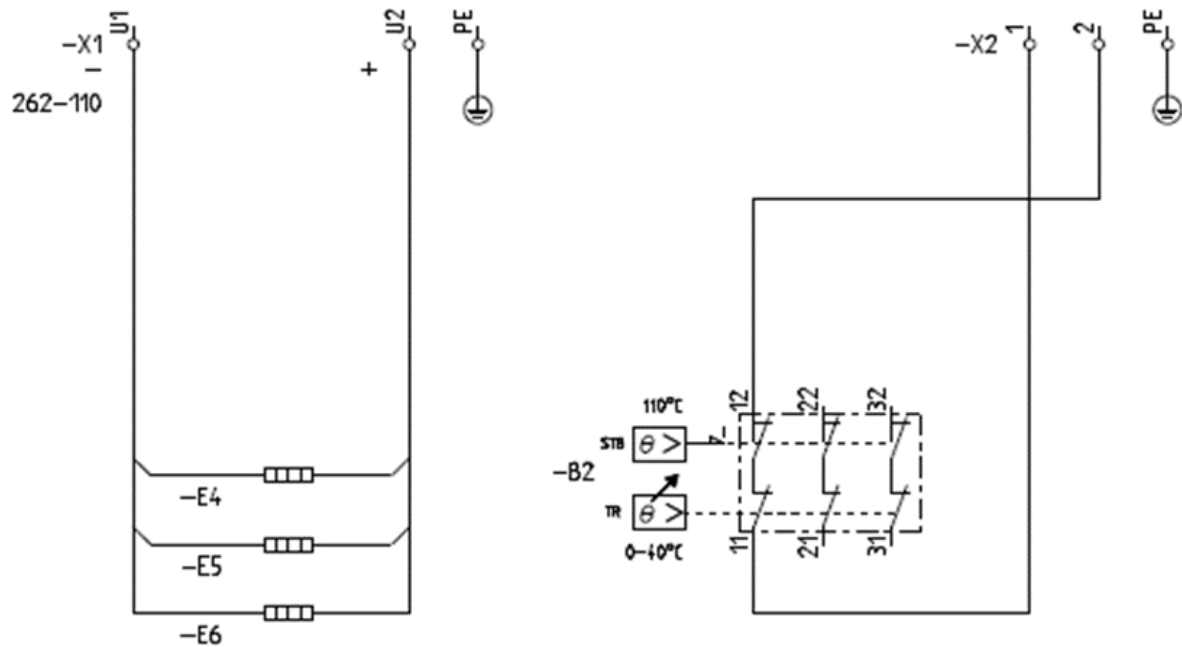 U1
U2
PE
1
2
PE
-X1
-X2
-
+
262-110
12
22
32
110°C
STB
θ >
-B2
TR
θ >
11
21
31
0-40°C
-E4
-E5
-E6